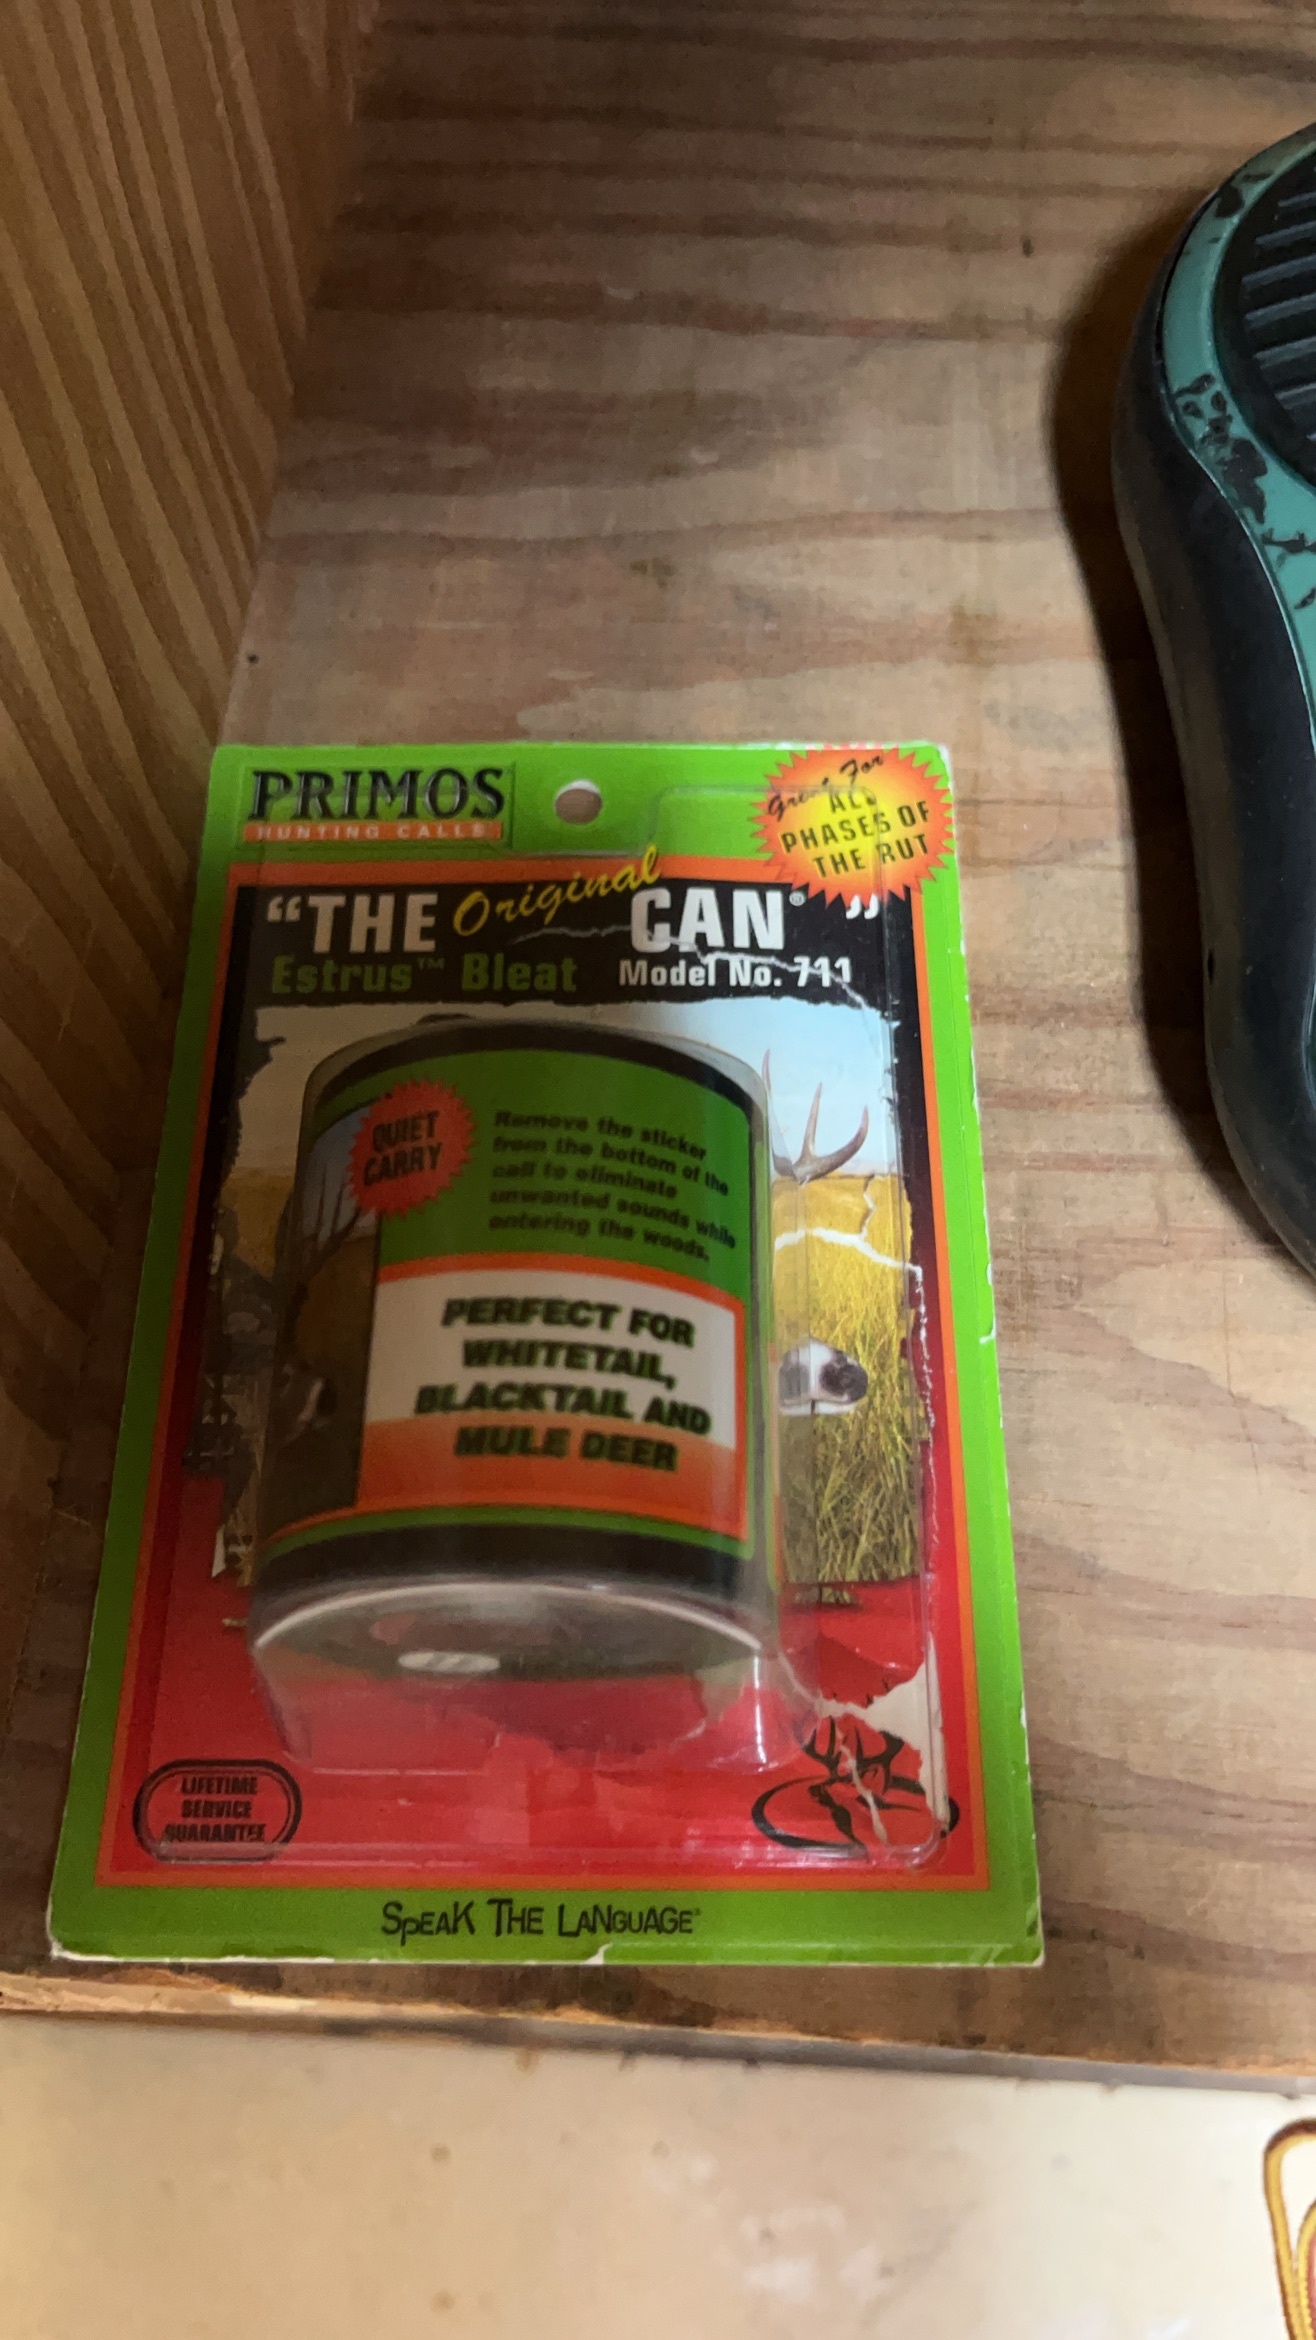 PRIMOS
HUNTING CALLS
Great For
ALL
PHASES OF
THE RUT
"THE Original CAN® "
Estrus™ Bleat Model No. 711
QUIET
CARRY
Remove the sticker
from the bottom of the
call to eliminate
unwanted sounds while
entering the woods.
PERFECT FOR
WHITETAIL,
BLACKTAIL AND
MULE DEER
LIFETIME
SERVICE
GUARANTEE
SPEAK THE LANGUAGE®